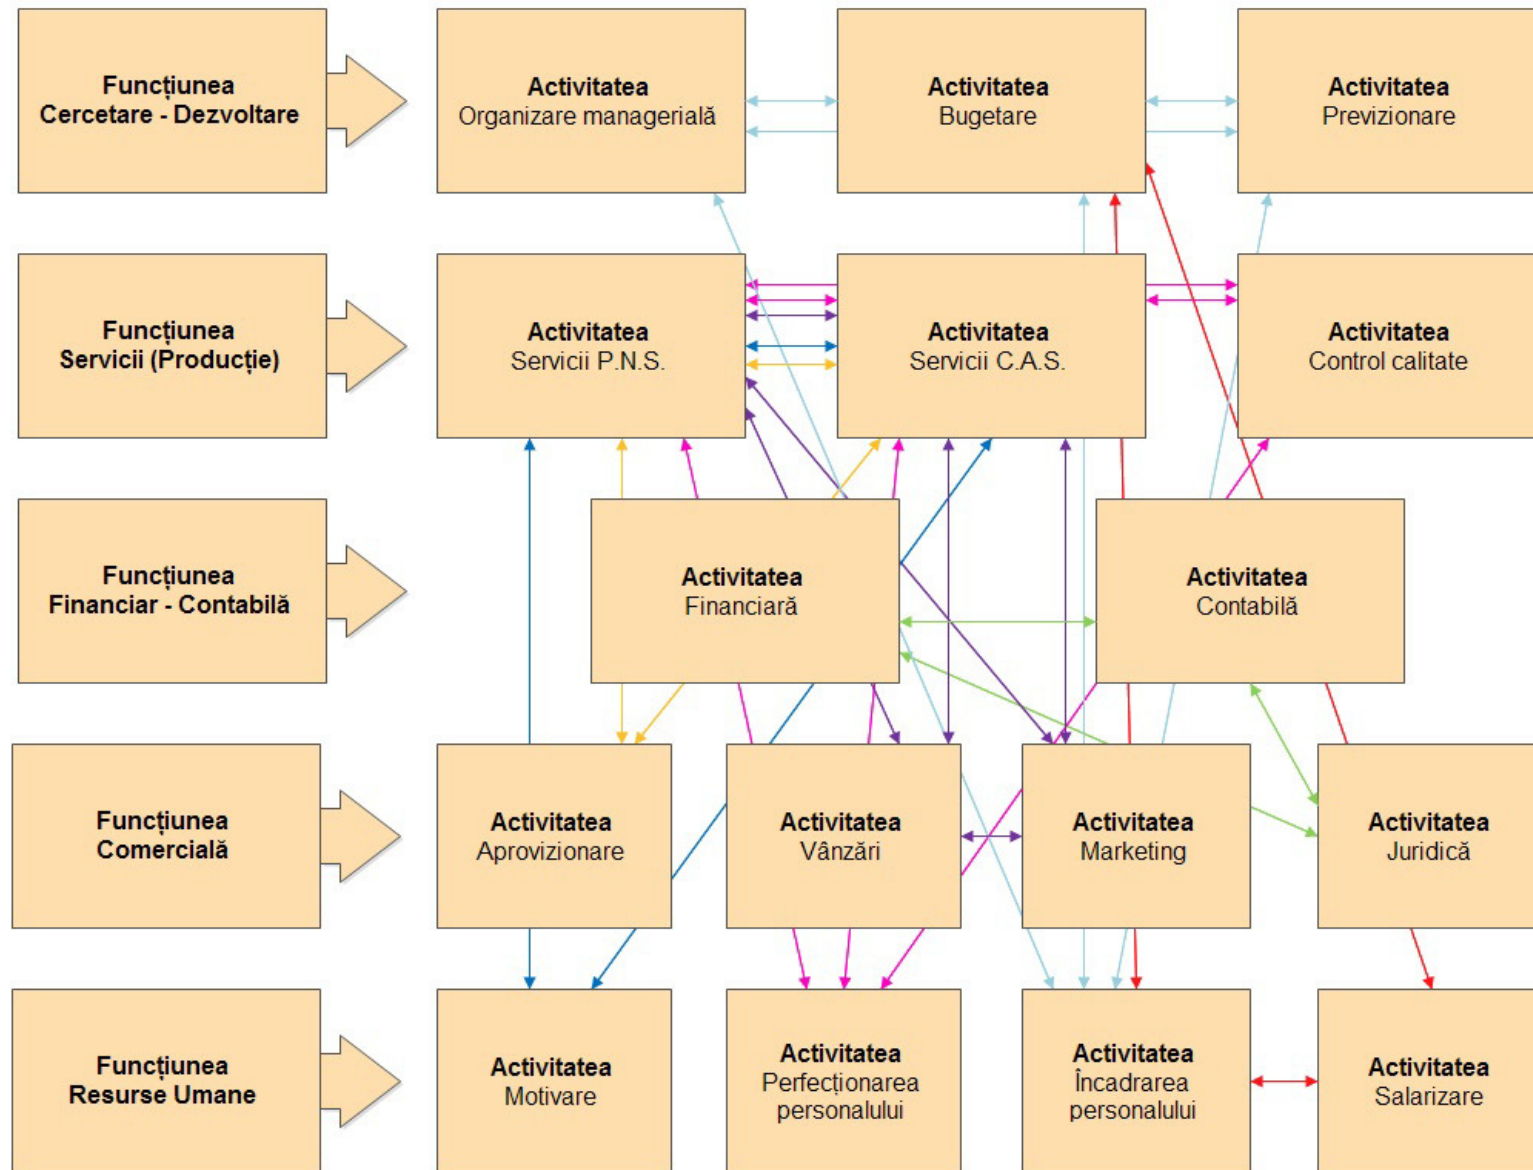 Funcțiunea
Cercetare - Dezvoltare
Activitatea
Organizare managerială
Activitatea
Bugetare
Activitatea
Previzionare
Funcțiunea
Servicii (Producție)
Activitatea
Servicii P.N.S.
Activitatea
Servicii C.A.S.
Activitatea
Control calitate
Funcțiunea
Financiar - Contabilă
Activitatea
Financiară
Activitatea
Contabilă
Funcțiunea
Comercială
Activitatea
Aprovizionare
Activitatea
Vânzări
Activitatea
Marketing
Activitatea
Juridică
Funcțiunea
Resurse Umane
Activitatea
Motivare
Activitatea
Perfecționarea
personalului
Activitatea
Încadrarea
personalului
Activitatea
Salarizare